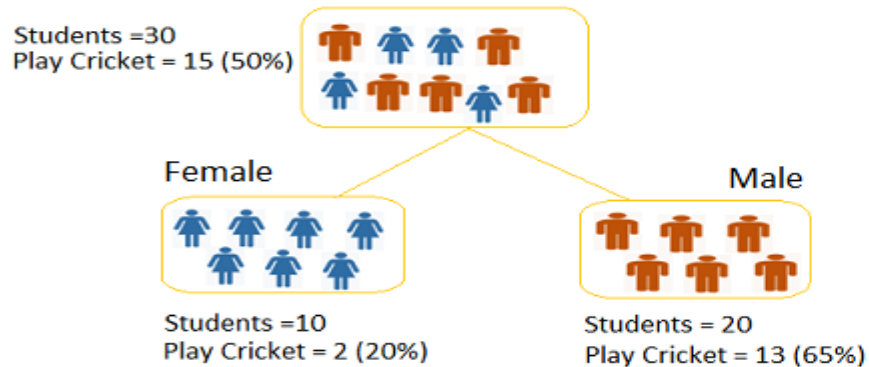 Students =30
Play Cricket = 15 (50%)
Female
Male
Students =10
Play Cricket = 2 (20%)
Students = 20
Play Cricket = 13 (65%)